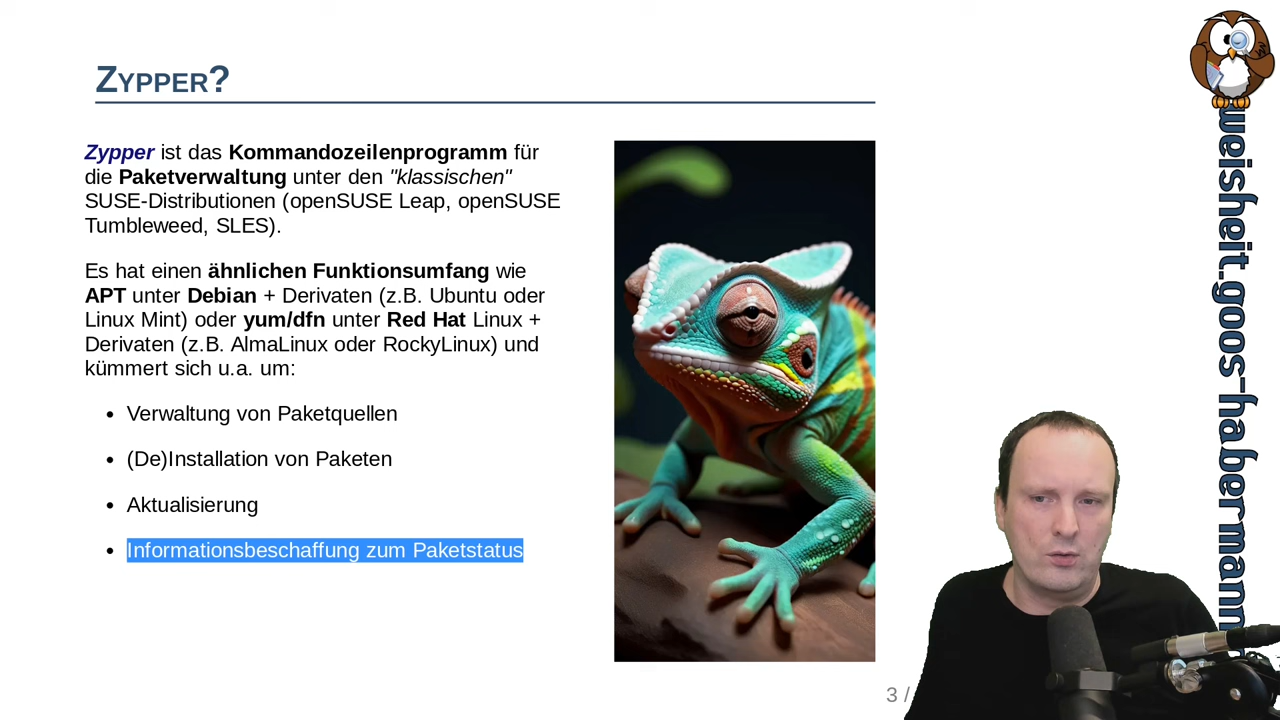 Zypper?
Zypper ist das Kommandozeilenprogramm für
die Paketverwaltung unter den "klassischen"
SUSE-Distributionen (openSUSE Leap, openSUSE
Tumbleweed, SLES).
Es hat einen ähnlichen Funktionsumfang wie
APT unter Debian + Derivaten (z.B. Ubuntu oder
Linux Mint) oder yum/dfn unter Red Hat Linux +
Derivaten (z.B. AlmaLinux oder RockyLinux) und
kümmert sich u.a. um:
• Verwaltung von Paketquellen
• (De)Installation von Paketen
• Aktualisierung
• Informationsbeschaffung zum Paketstatus
3 /
weisheit.goos-habermann